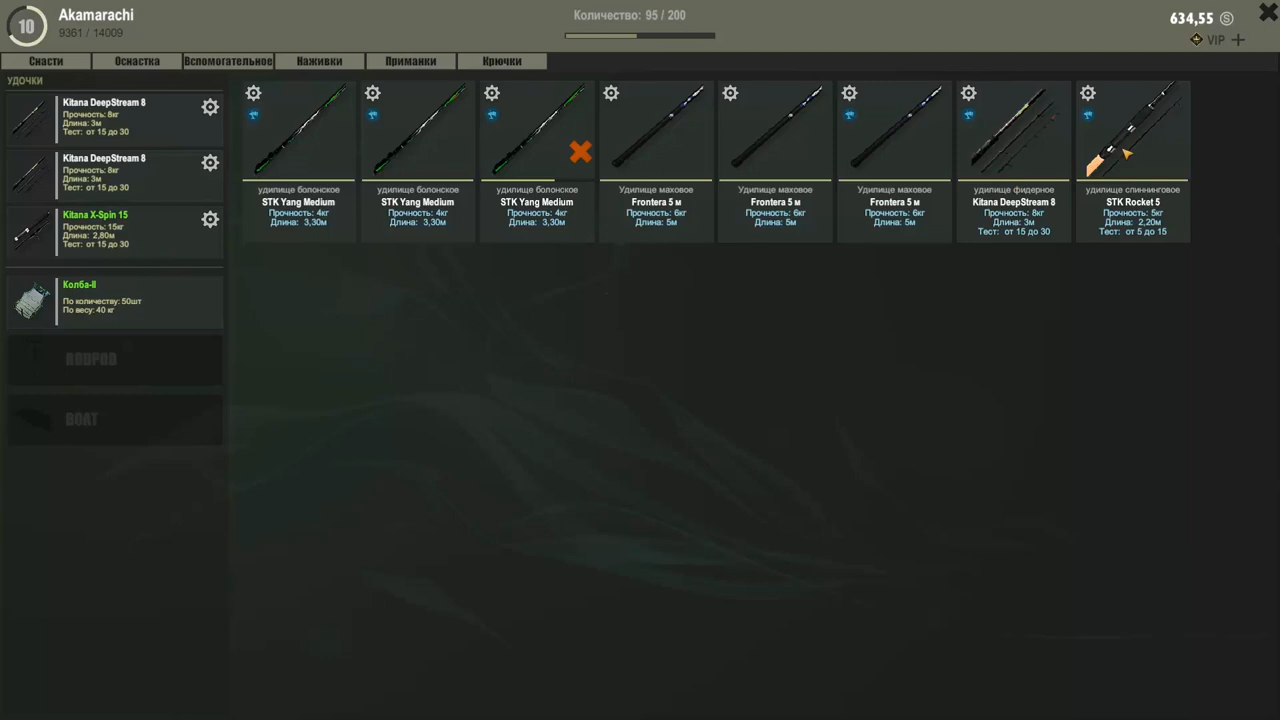 10
Akamarachi
9361 / 14009
Количество: 95 / 200
634,55 S
VIP
Снасти
Оснастка
Вспомогательное
Наживки
Приманки
Крючки
УДОЧКИ
Kitana DeepStream 8
Прочность: 8кг
Длина: 3м
Тест: от 15 до 30
Kitana DeepStream 8
Прочность: 8кг
Длина: 3м
Тест: от 15 до 30
Kitana X-Spin 15
Прочность: 15кг
Длина: 2,80м
Тест: от 15 до 30
Колба-II
По количеству: 50шт
По весу: 40 кг
RODPOD
BOAT
удилище болонское
STK Yang Medium
Прочность: 4кг
Длина: 3,30м
удилище болонское
STK Yang Medium
Прочность: 4кг
Длина: 3,30м
удилище болонское
STK Yang Medium
Прочность: 4кг
Длина: 3,30м
Удилище маховое
Frontera 5 м
Прочность: 6кг
Длина: 5м
Удилище маховое
Frontera 5 м
Прочность: 6кг
Длина: 5м
Удилище маховое
Frontera 5 м
Прочность: 6кг
Длина: 5м
удилище фидерное
Kitana DeepStream 8
Прочность: 8кг
Длина: 3м
Тест: от 15 до 30
удилище спиннинговое
STK Rocket 5
Прочность: 5кг
Длина: 2,20м
Тест: от 5 до 15